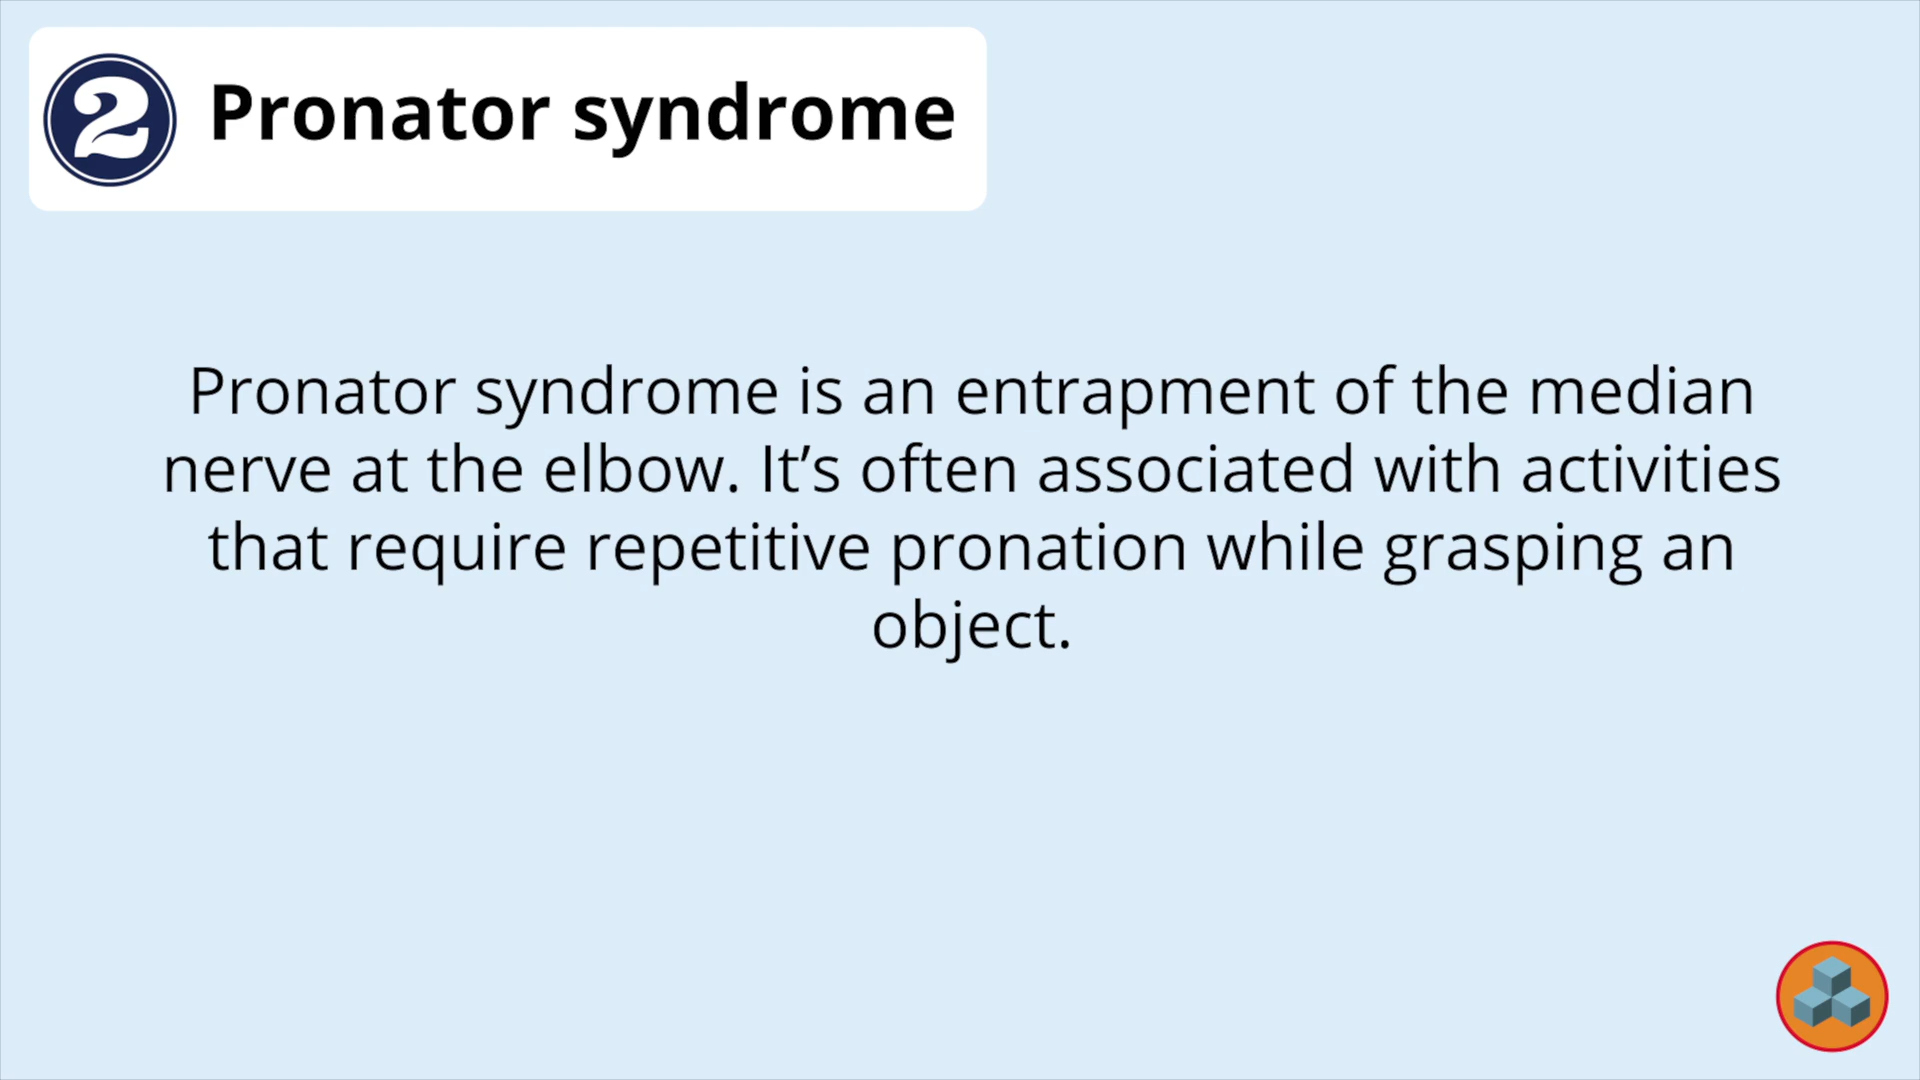 2 Pronator syndrome
Pronator syndrome is an entrapment of the median
nerve at the elbow. It’s often associated with activities
that require repetitive pronation while grasping an
object.